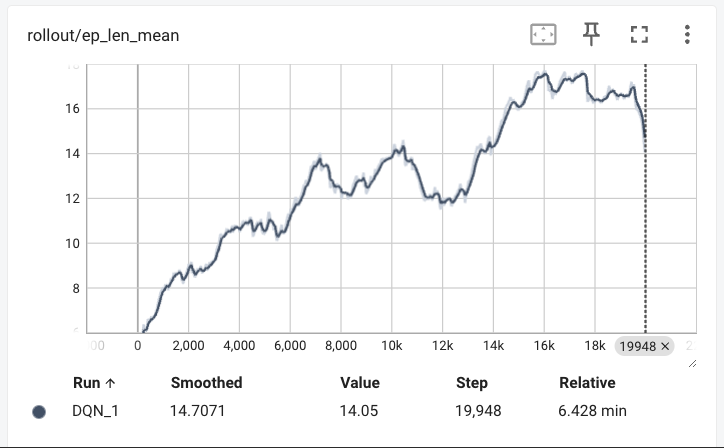 rollout/ep_len_mean
16
14
12
10
8
0 2,000 4,000 6,000 8,000 10k 12k 14k 16k 18k 19948 ×
Run ↑ Smoothed Value Step Relative
DQN_1 14.7071 14.05 19,948 6.428 min